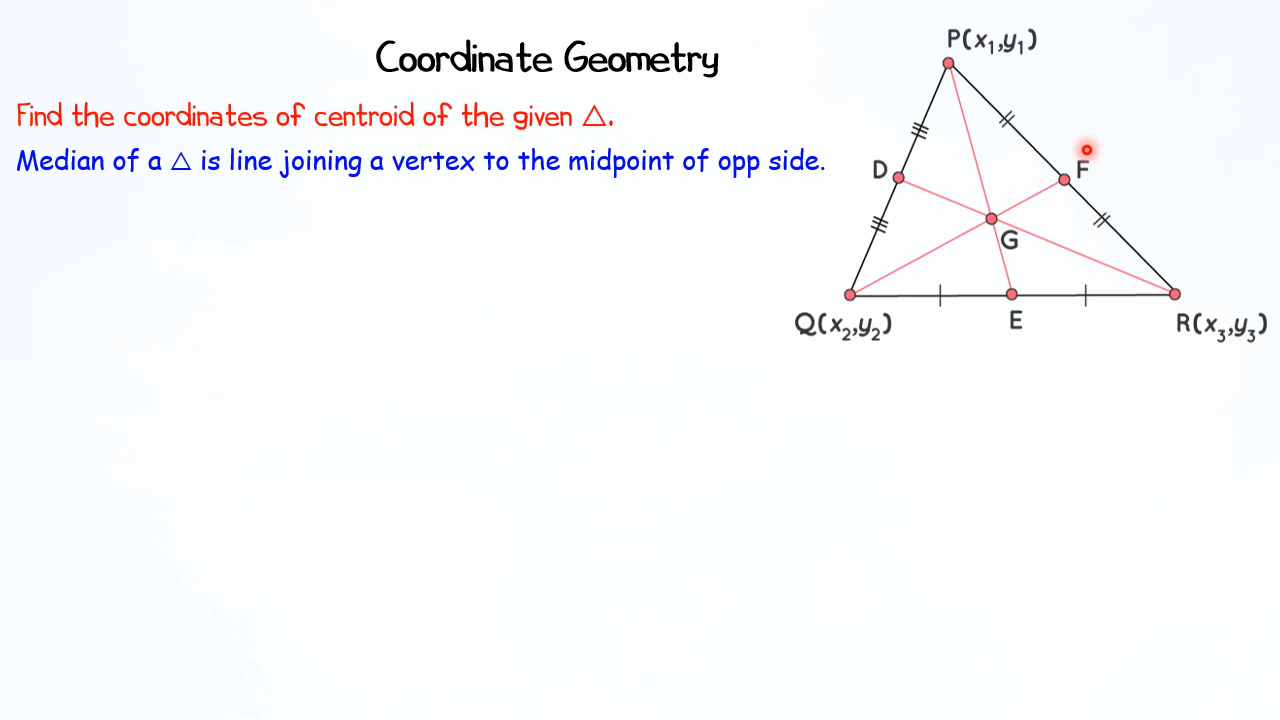 Coordinate Geometry
Find the coordinates of centroid of the given △.
Median of a △ is line joining a vertex to the midpoint of opp side.
P(x₁,y₁)
D
F
G
Q(x₂,y₂)
E
R(x₃,y₃)